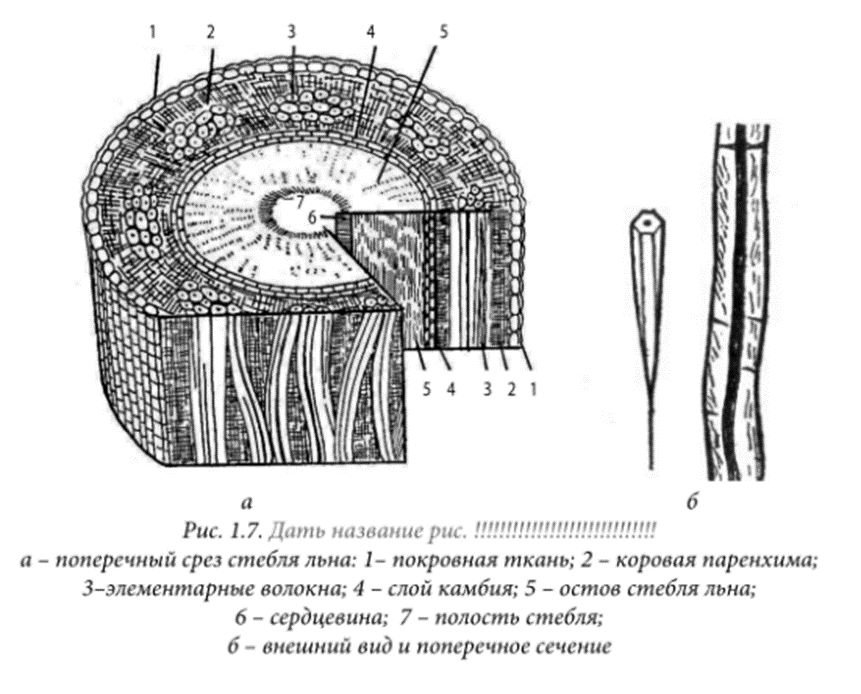 1 2 3 4 5
7
6
5 4 3 2 1
а б
Рис. 1.7. Дать название рис. !!!!!!!!!!!!!!!!!!!!!!!!!!!!!
а – поперечный срез стебля льна: 1– покровная ткань; 2 – коровая паренхима;
3–элементарные волокна; 4 – слой камбия; 5 – остов стебля льна;
6 – сердцевина; 7 – полость стебля;
б – внешний вид и поперечное сечение